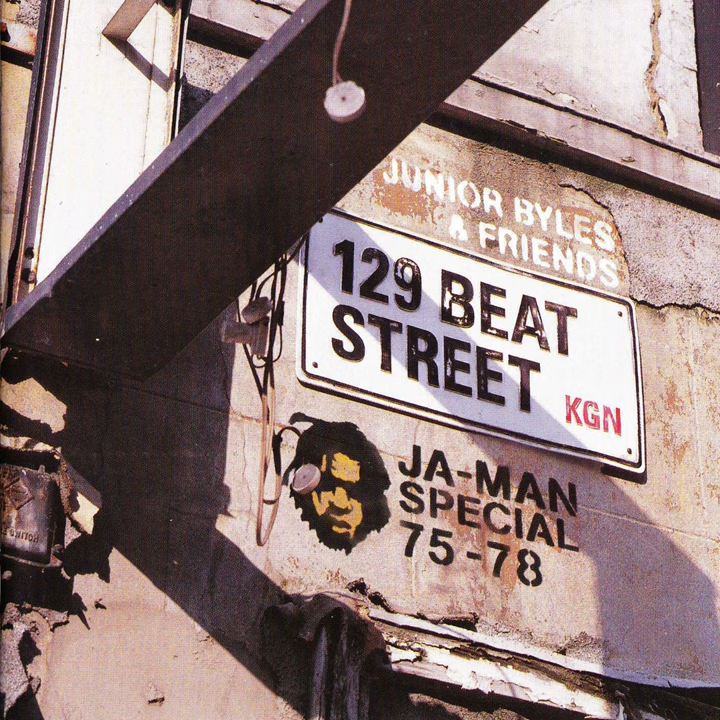 JUNIOR BYLES
& FRIENDS
129 BEAT
STREET
KGN
JA-MAN
SPECIAL
75-78